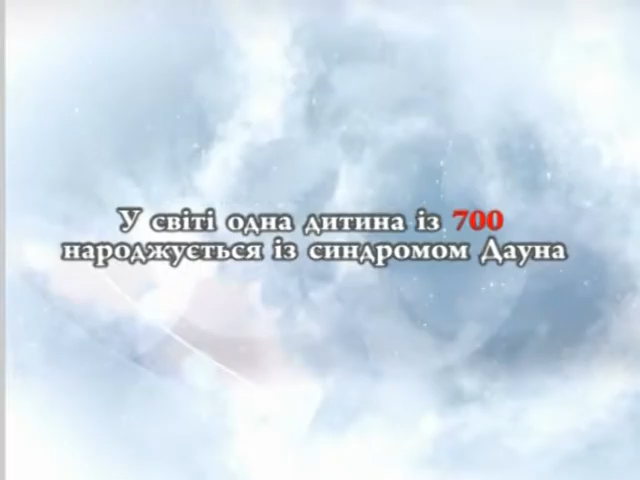 У світі одна дитина із 700
народжується із синдромом Дауна